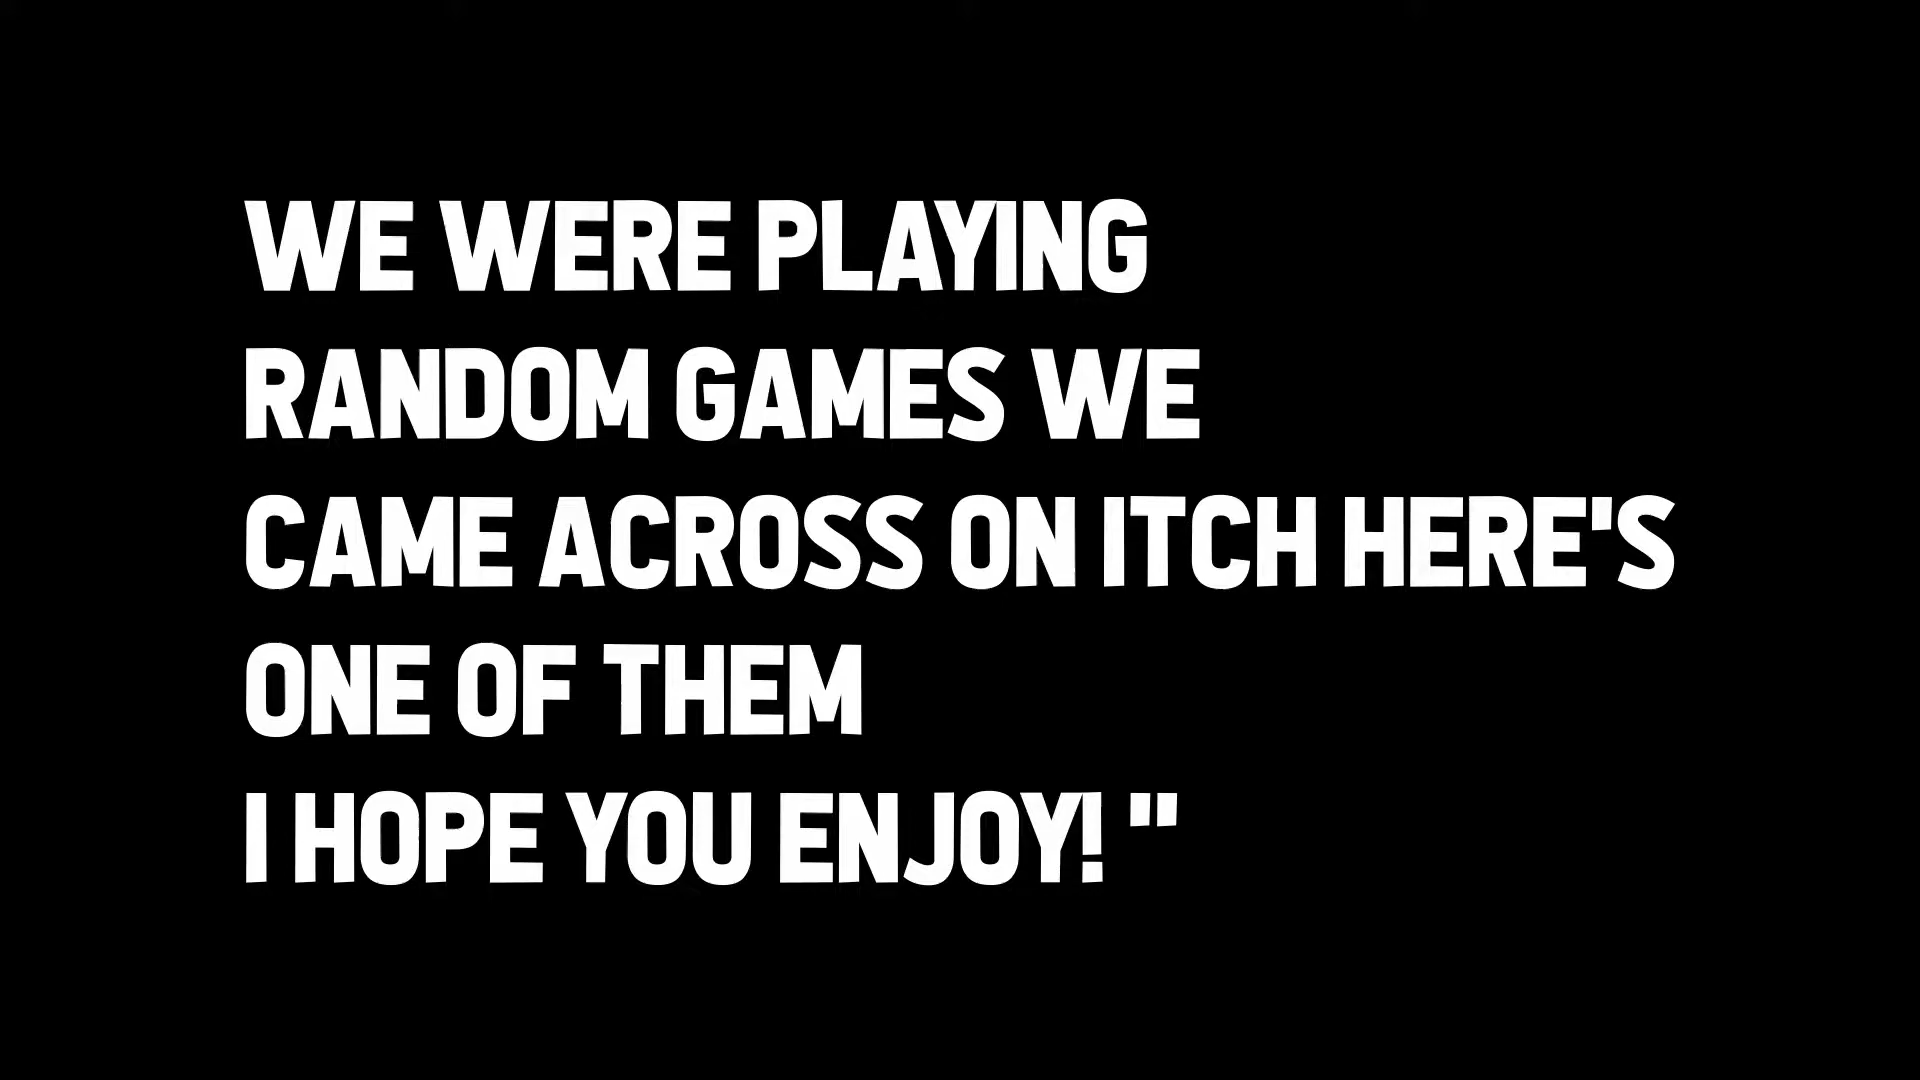 WE WERE PLAYING
RANDOM GAMES WE
CAME ACROSS ON ITCH HERE'S
ONE OF THEM
I HOPE YOU ENJOY! "